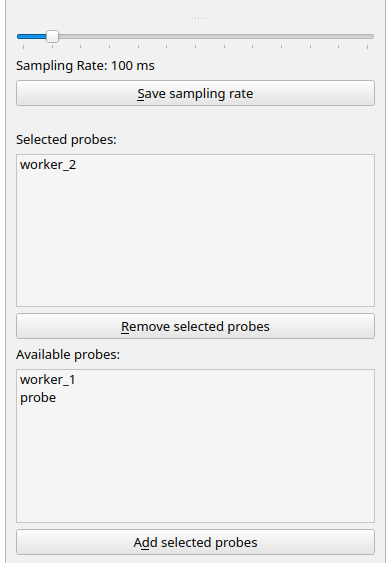 Sampling Rate: 100 ms
Save sampling rate
Selected probes:
worker_2
Remove selected probes
Available probes:
worker_1
probe
Add selected probes